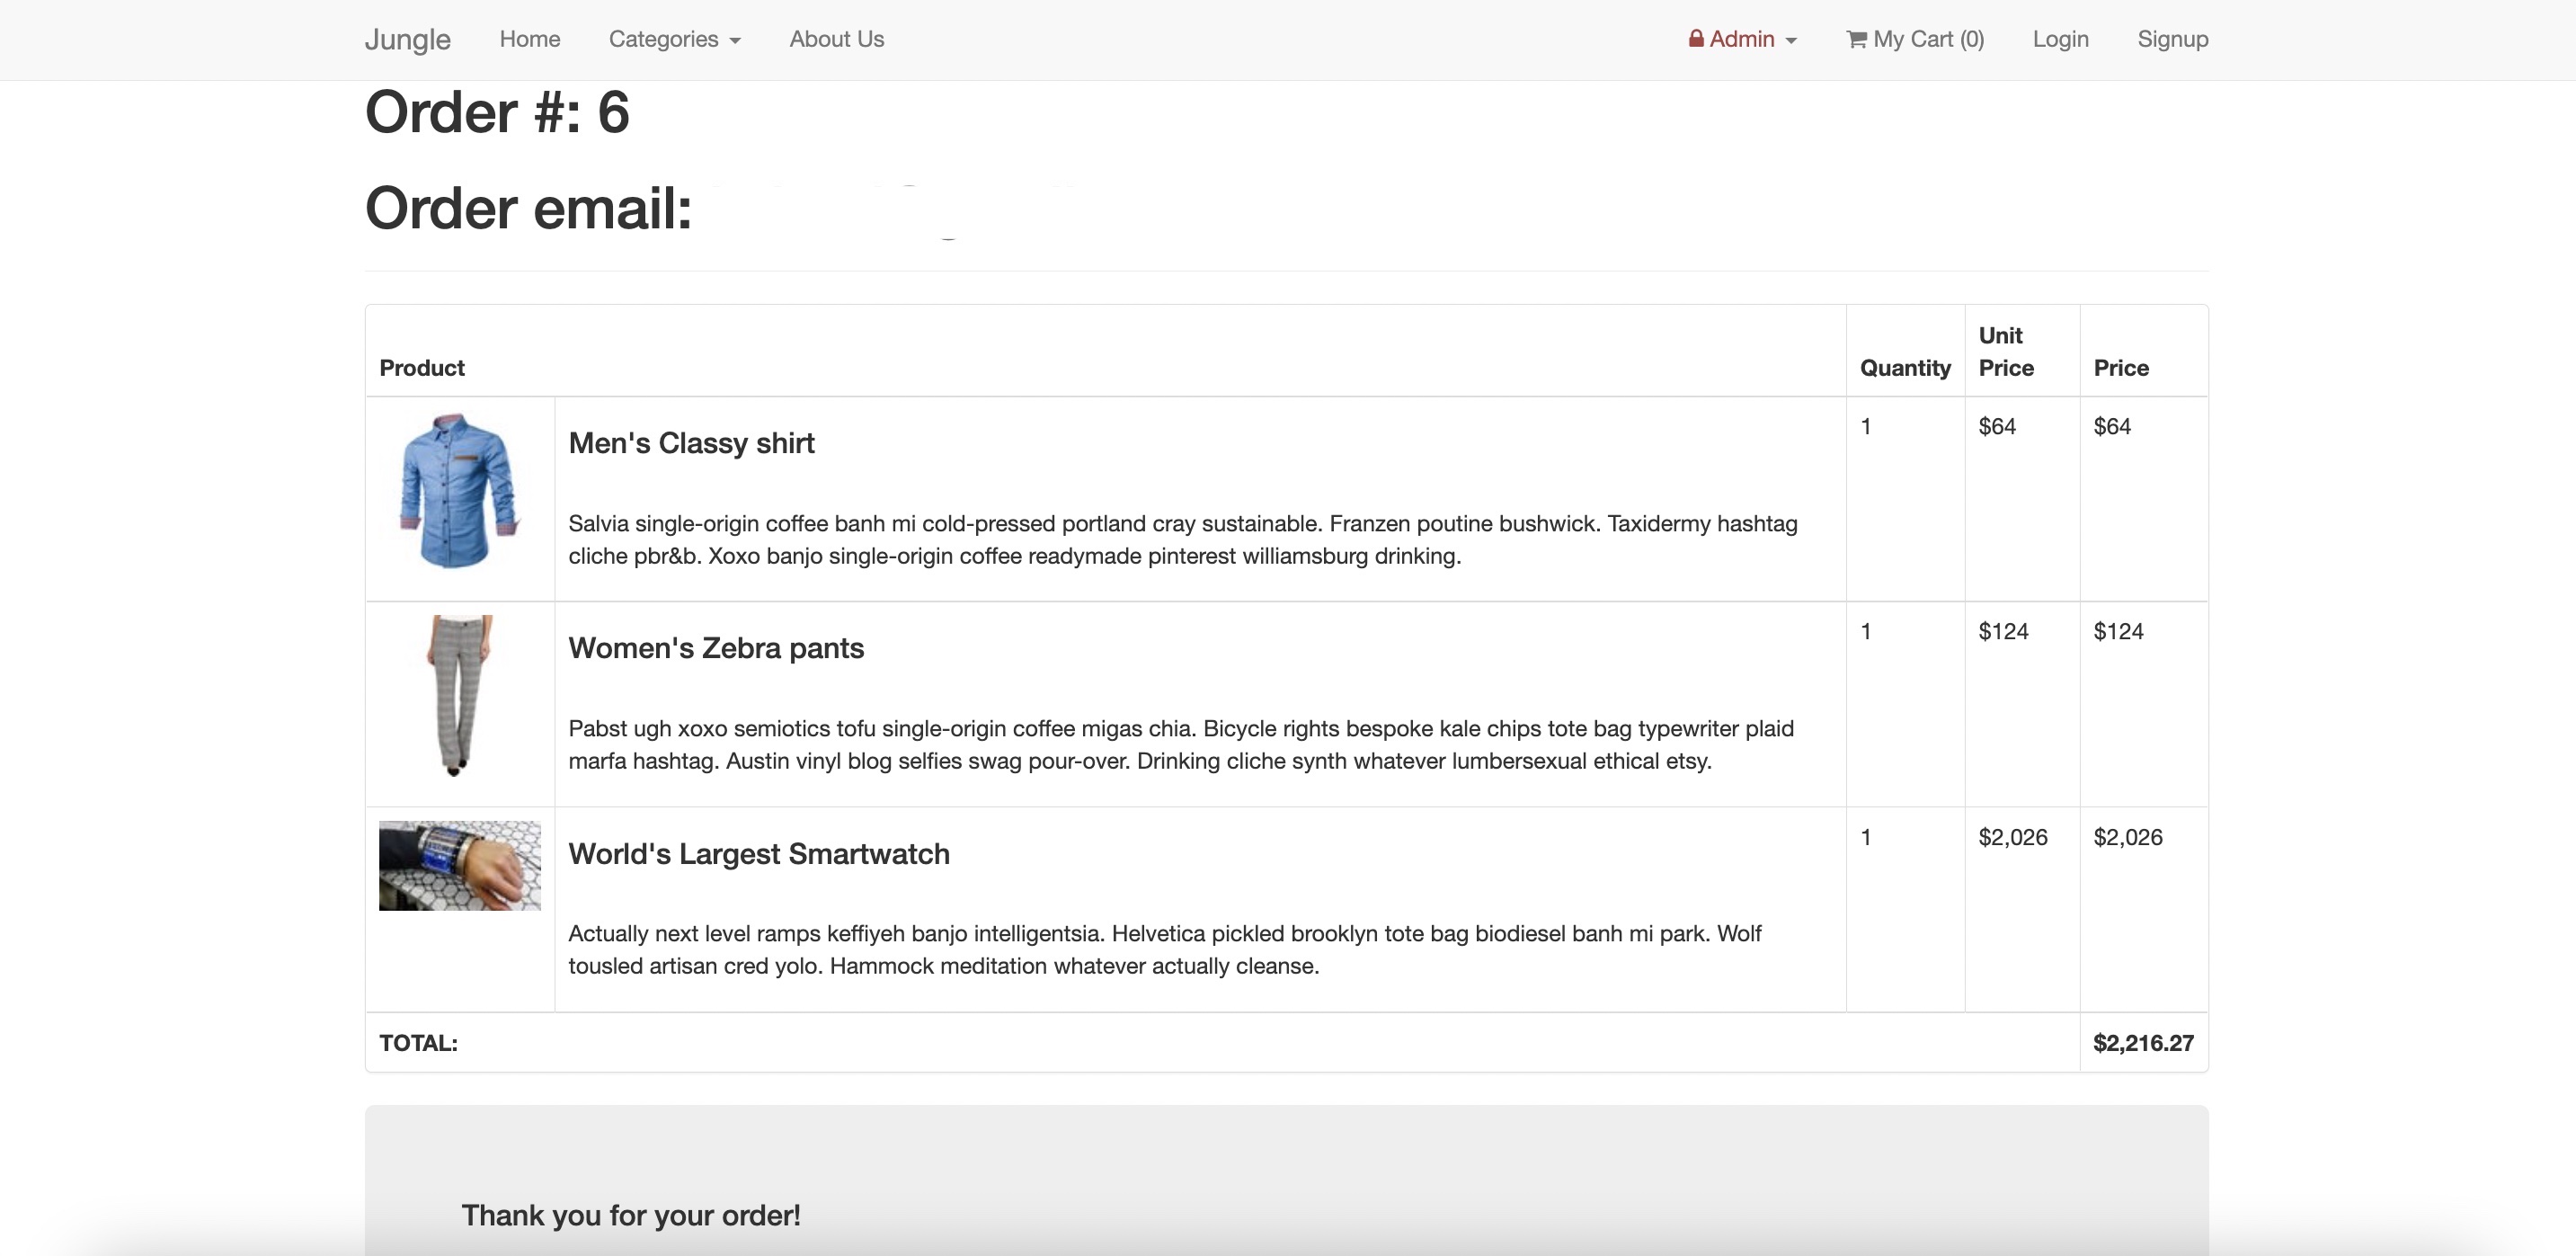 Jungle Home Categories About Us Admin My Cart (0) Login Signup
Order #: 6
Order email:
Product Quantity Unit Price Price
Men's Classy shirt 1 $64 $64
Salvia single-origin coffee banh mi cold-pressed portland cray sustainable. Franzen poutine bushwick. Taxidermy hashtag
cliche pbr&b. Xoxo banjo single-origin coffee readymade pinterest williamsburg drinking.
Women's Zebra pants 1 $124 $124
Pabst ugh xoxo semiotics tofu single-origin coffee migas chia. Bicycle rights bespoke kale chips tote bag typewriter plaid
marfa hashtag. Austin vinyl blog selfies swag pour-over. Drinking cliche synth whatever lumbersexual ethical etsy.
World's Largest Smartwatch 1 $2,026 $2,026
Actually next level ramps keffiyeh banjo intelligentsia. Helvetica pickled brooklyn tote bag biodiesel banh mi park. Wolf
tousled artisan cred yolo. Hammock meditation whatever actually cleanse.
TOTAL: $2,216.27
Thank you for your order!